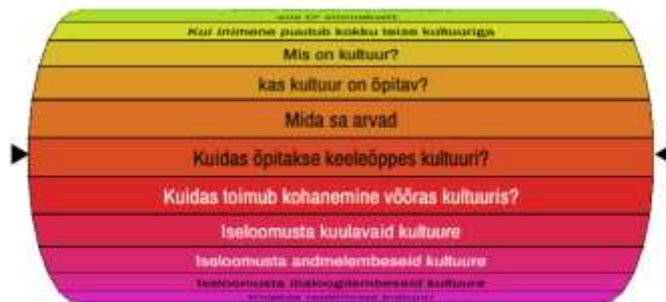 Kui inimene puutub kokku teise kultuuriga
Mis on kultuur?
kas kultuur on õpitav?
Mida sa arvad
Kuidas õpitakse keeleõppes kultuuri?
Kuidas toimub kohanemine võõras kultuuris?
Iseloomusta kuulavaid kultuure
Iseloomusta andmelembeseid kultuure
Iseloomusta dialoogilembeseid kultuure